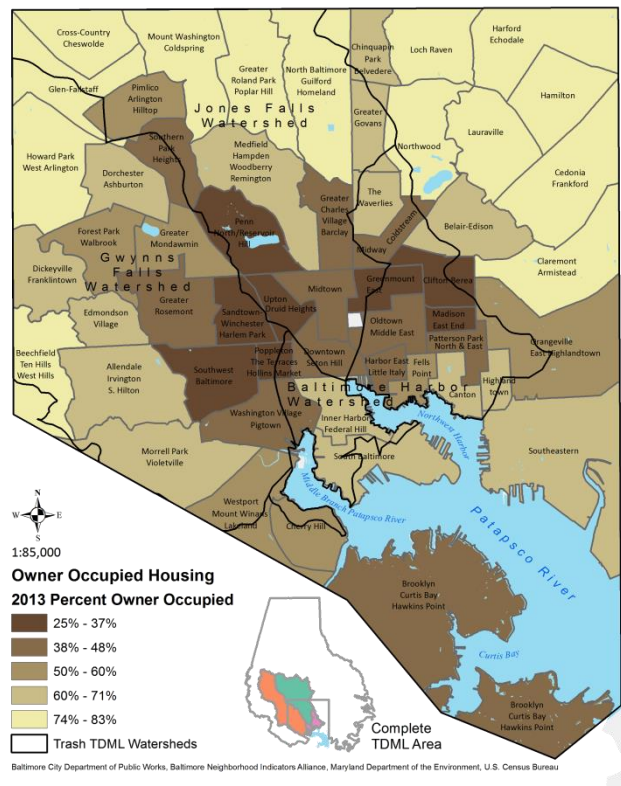 Cross-Country
Cheswolde
Mount Washington
Coldspring
Greater
Roland Park
Poplar Hill
North Baltimore
Guilford
Homeland
Chinquapin
Park
Belvedere
Loch Raven
Harford
Echodale
Glen-Fallstaff
Pimlico
Arlington
Hilltop
Hamilton
Jones Falls
Watershed
Greater
Govans
Lauraville
Southern
Park
Heights
Northwood
Howard Park
West Arlington
Medfield
Hampden
Woodberry
Remington
Dorchester
Ashburton
Cedonia
Frankford
The
Waverlies
Greater
Charles
Village
Barclay
Coldstream
Belair-Edison
Penn
North/Reservoir
Hill
Forest Park
Walbrook
Greater
Mondawmin
Midway
Gwynns
Falls
Watershed
Dickeyville
Franklintown
Claremont
Armistead
Greenmount
East
Clifton-Berea
Midtown
Greater
Rosemont
Upton
Druid Heights
Edmondson
Village
Sandtown-
Winchester
Harlem Park
Oldtown
Middle East
Madison
East End
Patterson Park
North & East
Orangeville
East Highlandtown
Beechfield
Ten Hills
West Hills
Allendale
Irvington
S. Hilton
Southwest
Baltimore
Poppleton
The Terraces
Hollins Market
Downtown
Seton Hill
Harbor East
Little Italy
Fells
Point
Canton
Highland
town
Baltimore Harbor
Watershed
Washington Village
Pigtown
Inner Harbor
Federal Hill
Northwest Harbor
Morrell Park
Violetville
South Baltimore
Southeastern
Middle Branch Patapsco River
Westport
Mount Winans
Lakeland
Cherry Hill
Patapsco River
N
W E
S
1:85,000
Brooklyn
Curtis Bay
Hawkins Point
Curtis Bay
Brooklyn
Curtis Bay
Hawkins Point
Owner Occupied Housing
2013 Percent Owner Occupied
25% - 37%
38% - 48%
50% - 60%
60% - 71%
74% - 83%
Trash TDML Watersheds
Complete
TDML Area
Baltimore City Department of Public Works, Baltimore Neighborhood Indicators Alliance, Maryland Department of the Environment, U.S. Census Bureau